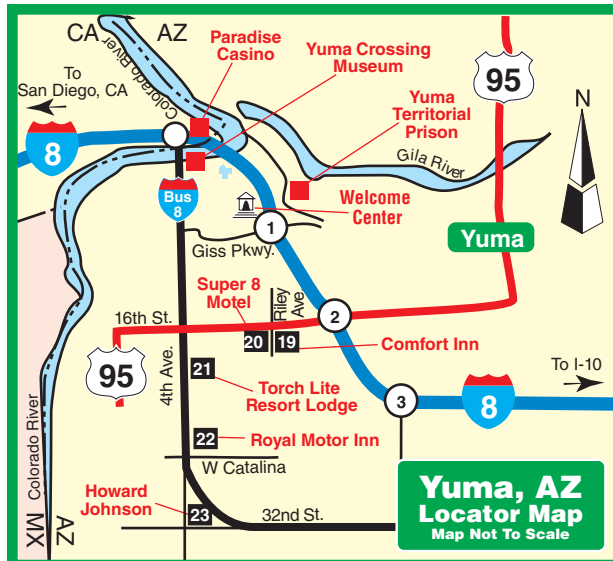 CA AZ
Paradise
Casino
Yuma Crossing
Museum
95
To
San Diego, CA
Colorado River
Yuma
Territorial
Prison
N
8
Gila River
Bus
8
Welcome
Center
1
Yuma
Giss Pkwy.
Super 8
Motel
Riley
Ave
16th St.
2
20
19
Comfort Inn
95
4th Ave.
21
Torch Lite
Resort Lodge
To I-10
3
8
22
Royal Motor Inn
W Catalina
Colorado River
Howard
Johnson
23
32nd St.
MX
AZ
Yuma, AZ
Locator Map
Map Not To Scale